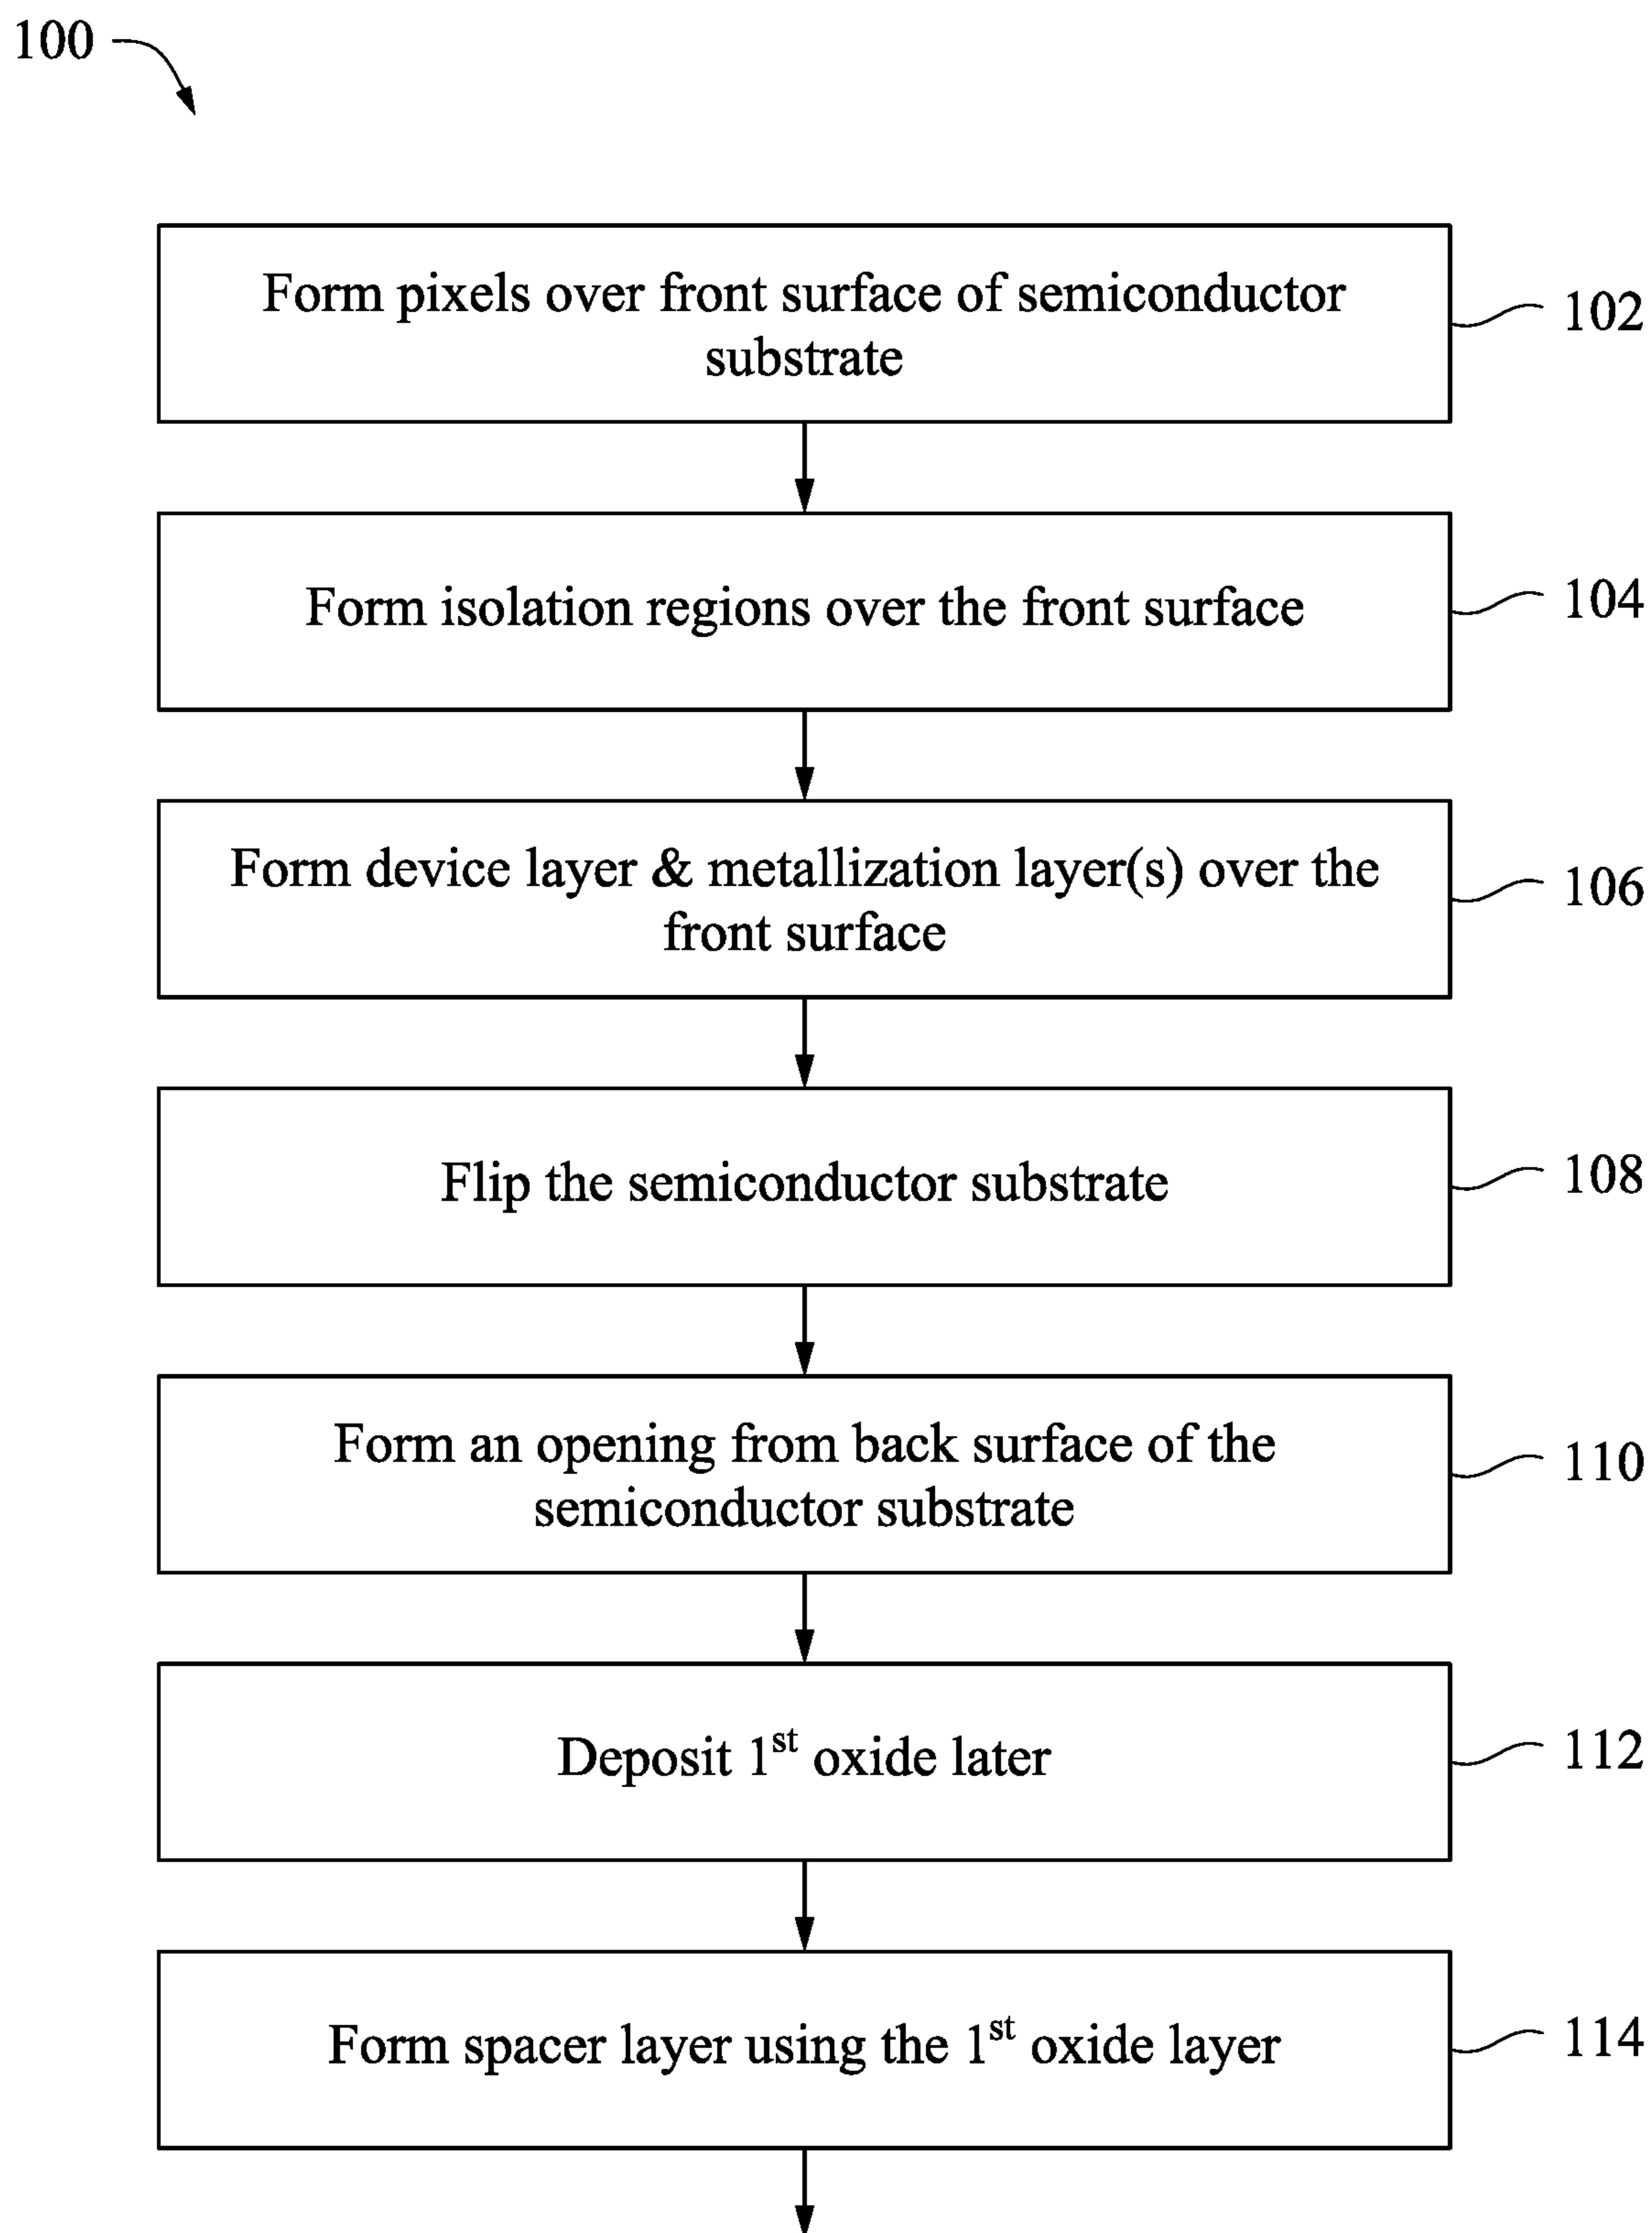 100
Form pixels over front surface of semiconductor
substrate
102
Form isolation regions over the front surface
104
Form device layer & metallization layer(s) over the
front surface
106
Flip the semiconductor substrate
108
Form an opening from back surface of the
semiconductor substrate
110
Deposit 1st oxide later
112
Form spacer layer using the 1st oxide layer
114